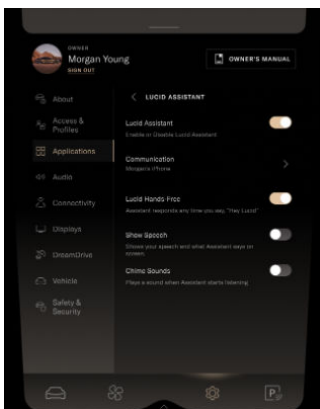 OWNER
Morgan Young
SIGN OUT
OWNER'S MANUAL
About
Access &
Profiles
Applications
Audio
Connectivity
Displays
DreamDrive
Vehicle
Safety &
Security
LUCID ASSISTANT
Lucid Assistant
Enable or Disable Lucid Assistant
Communication
Morgan's iPhone
Lucid Hands-Free
Assistant responds any time you say, "Hey Lucid"
Show Speech
Shows your speech and what Assistant says on
screen.
Chime Sounds
Plays a sound when Assistant starts listening
P